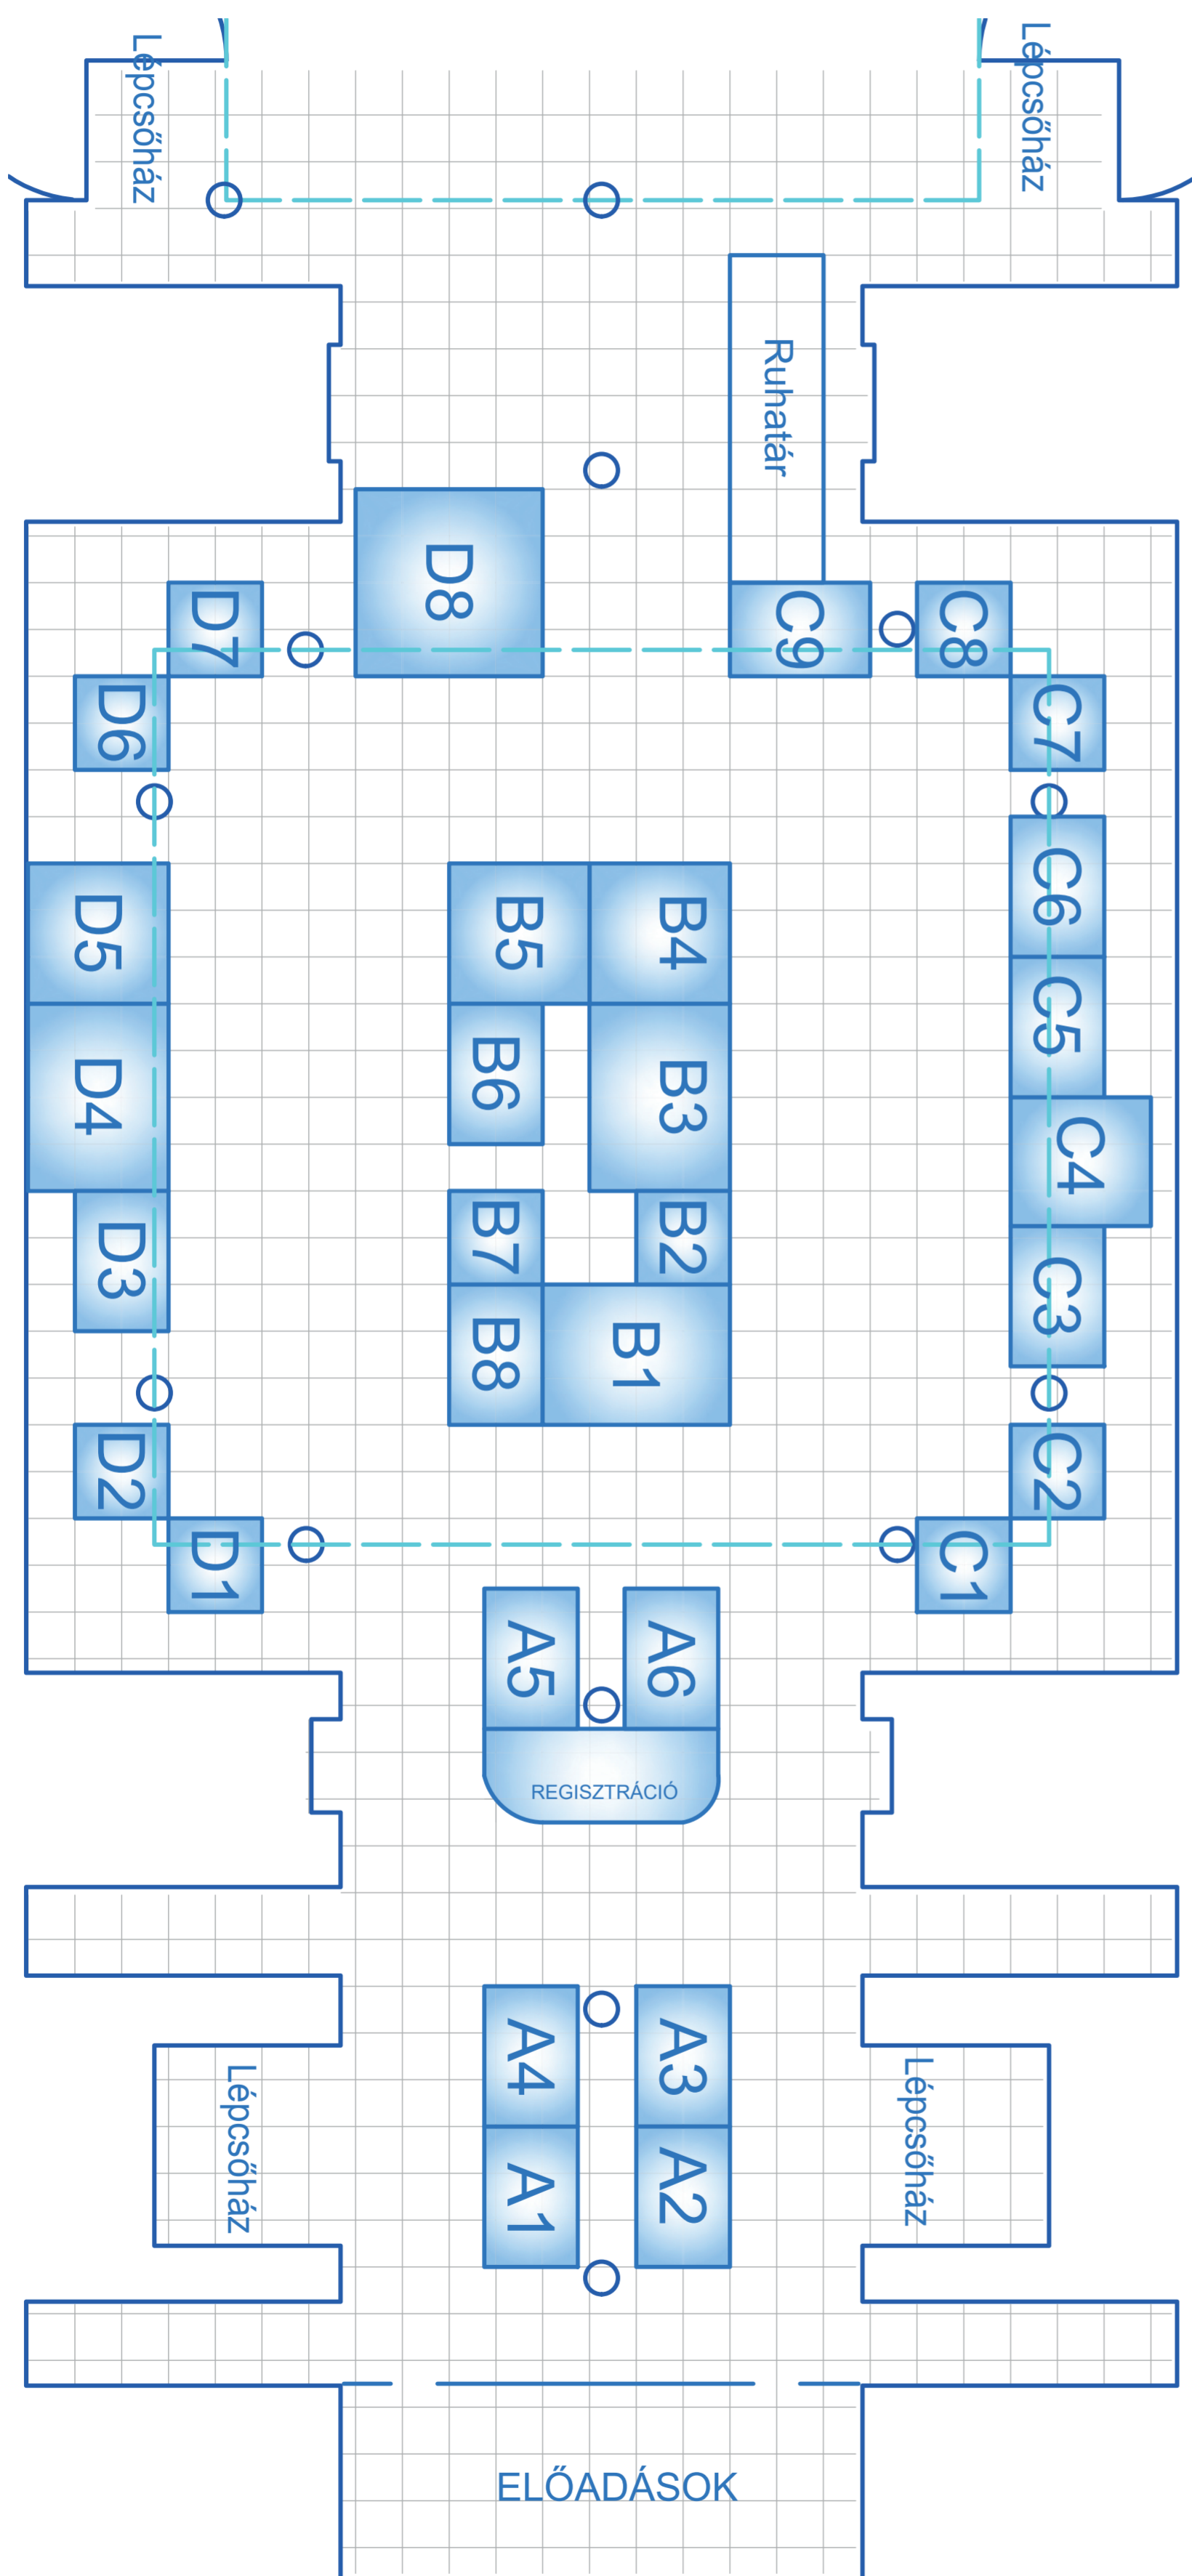 Lépcsőház
Lépcsőház
Ruhatár
D8
D7
C9
C8
D6
C7
D5
B5
B4
C6
D4
B6
B3
C5
C4
D3
B7
B2
C3
B8
B1
D2
C2
D1
C1
A5
A6
REGISZTRÁCIÓ
A4
A3
Lépcsőház
Lépcsőház
A1
A2
ELŐADÁSOK